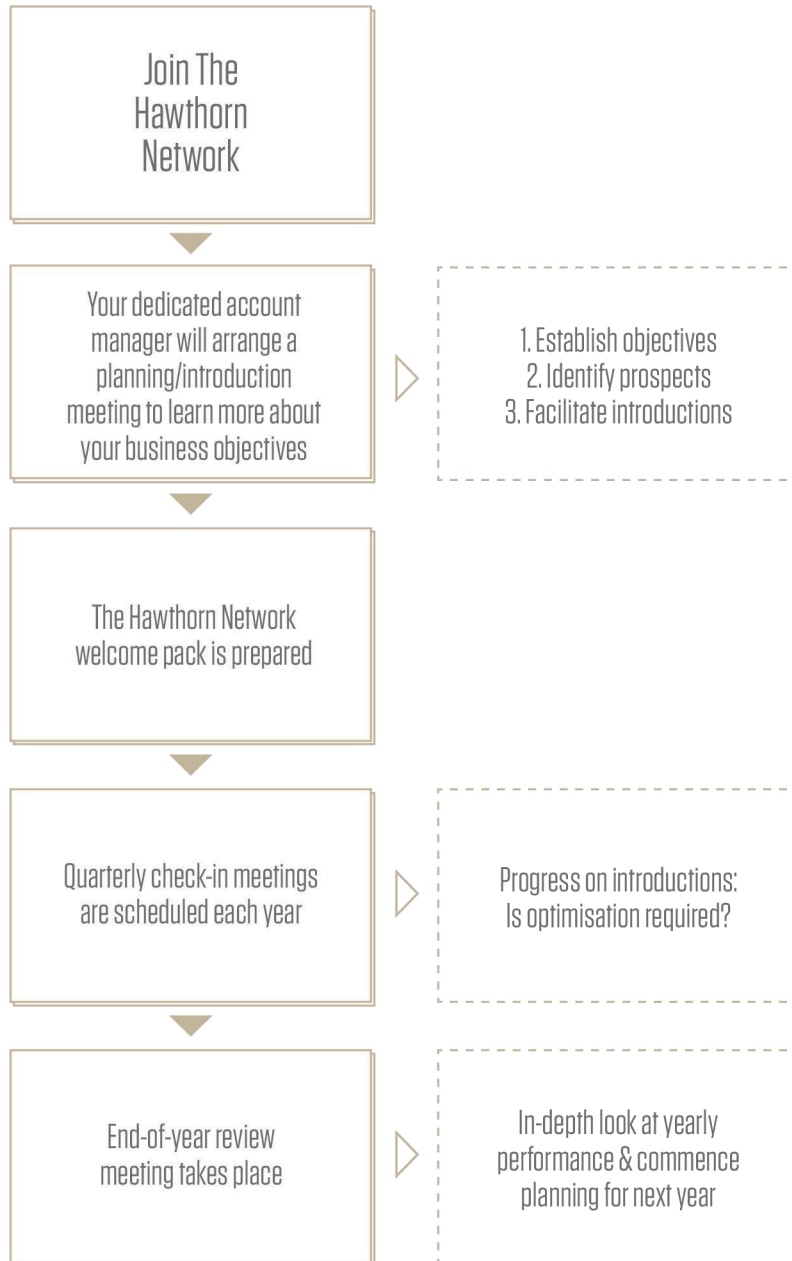 Join The
Hawthorn
Network
Your dedicated account
manager will arrange a
planning/introduction
meeting to learn more about
your business objectives
1. Establish objectives
2. Identify prospects
3. Facilitate introductions
The Hawthorn Network
welcome pack is prepared
Quarterly check-in meetings
are scheduled each year
Progress on introductions:
Is optimisation required?
End-of-year review
meeting takes place
In-depth look at yearly
performance & commence
planning for next year